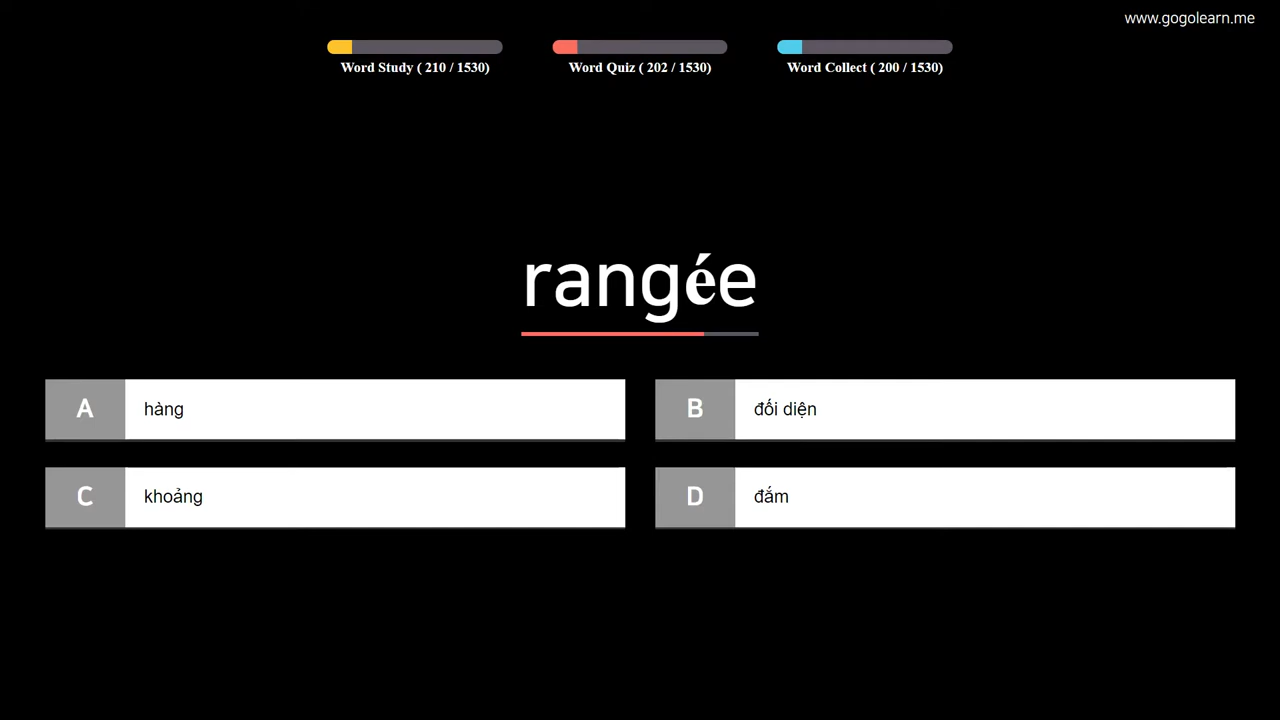 www.gogolearn.me
Word Study ( 210 / 1530)
Word Quiz ( 202 / 1530)
Word Collect ( 200 / 1530)
rangée
A hàng
B đối diện
C khoảng
D đắm